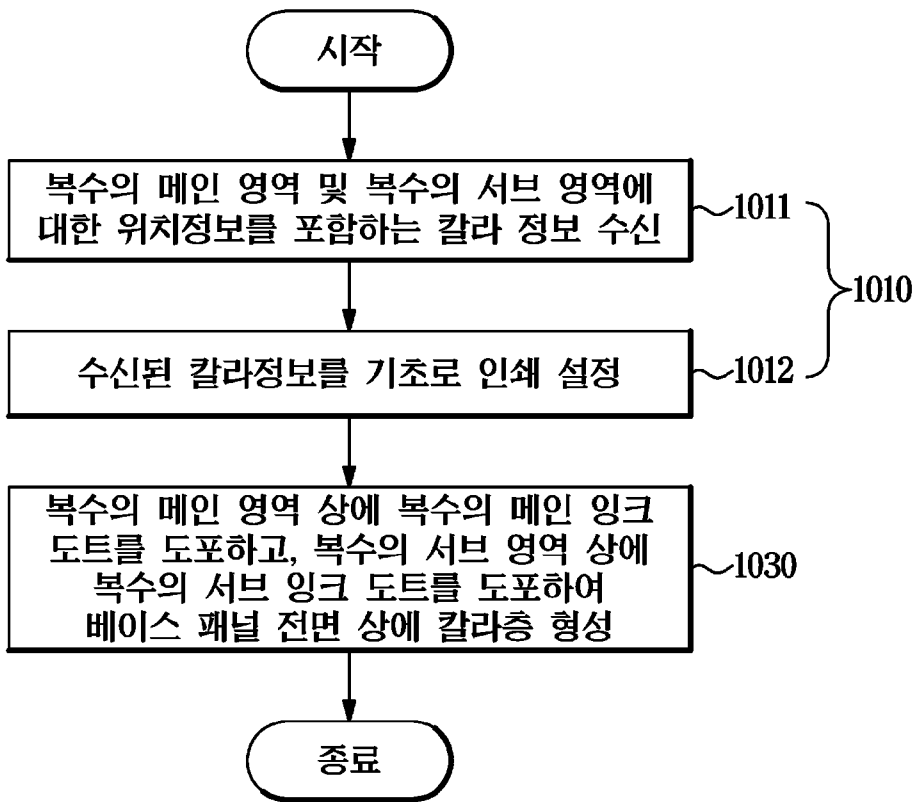 시작
복수의 메인 영역 및 복수의 서브 영역에
대한 위치정보를 포함하는 칼라 정보 수신
1011
1010
수신된 칼라정보를 기초로 인쇄 설정
1012
복수의 메인 영역 상에 복수의 메인 잉크
도트를 도포하고, 복수의 서브 영역 상에
복수의 서브 잉크 도트를 도포하여
베이스 패널 전면 상에 칼라층 형성
1030
종료